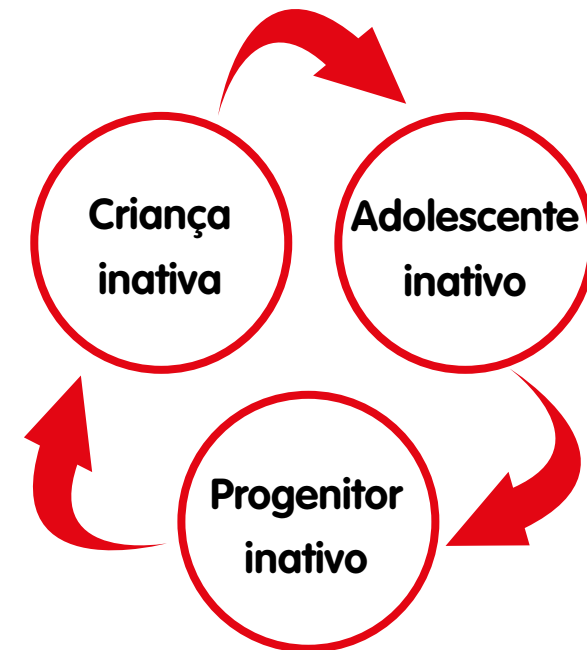 Criança
inativa
Adolescente
inativo
Progenitor
inativo